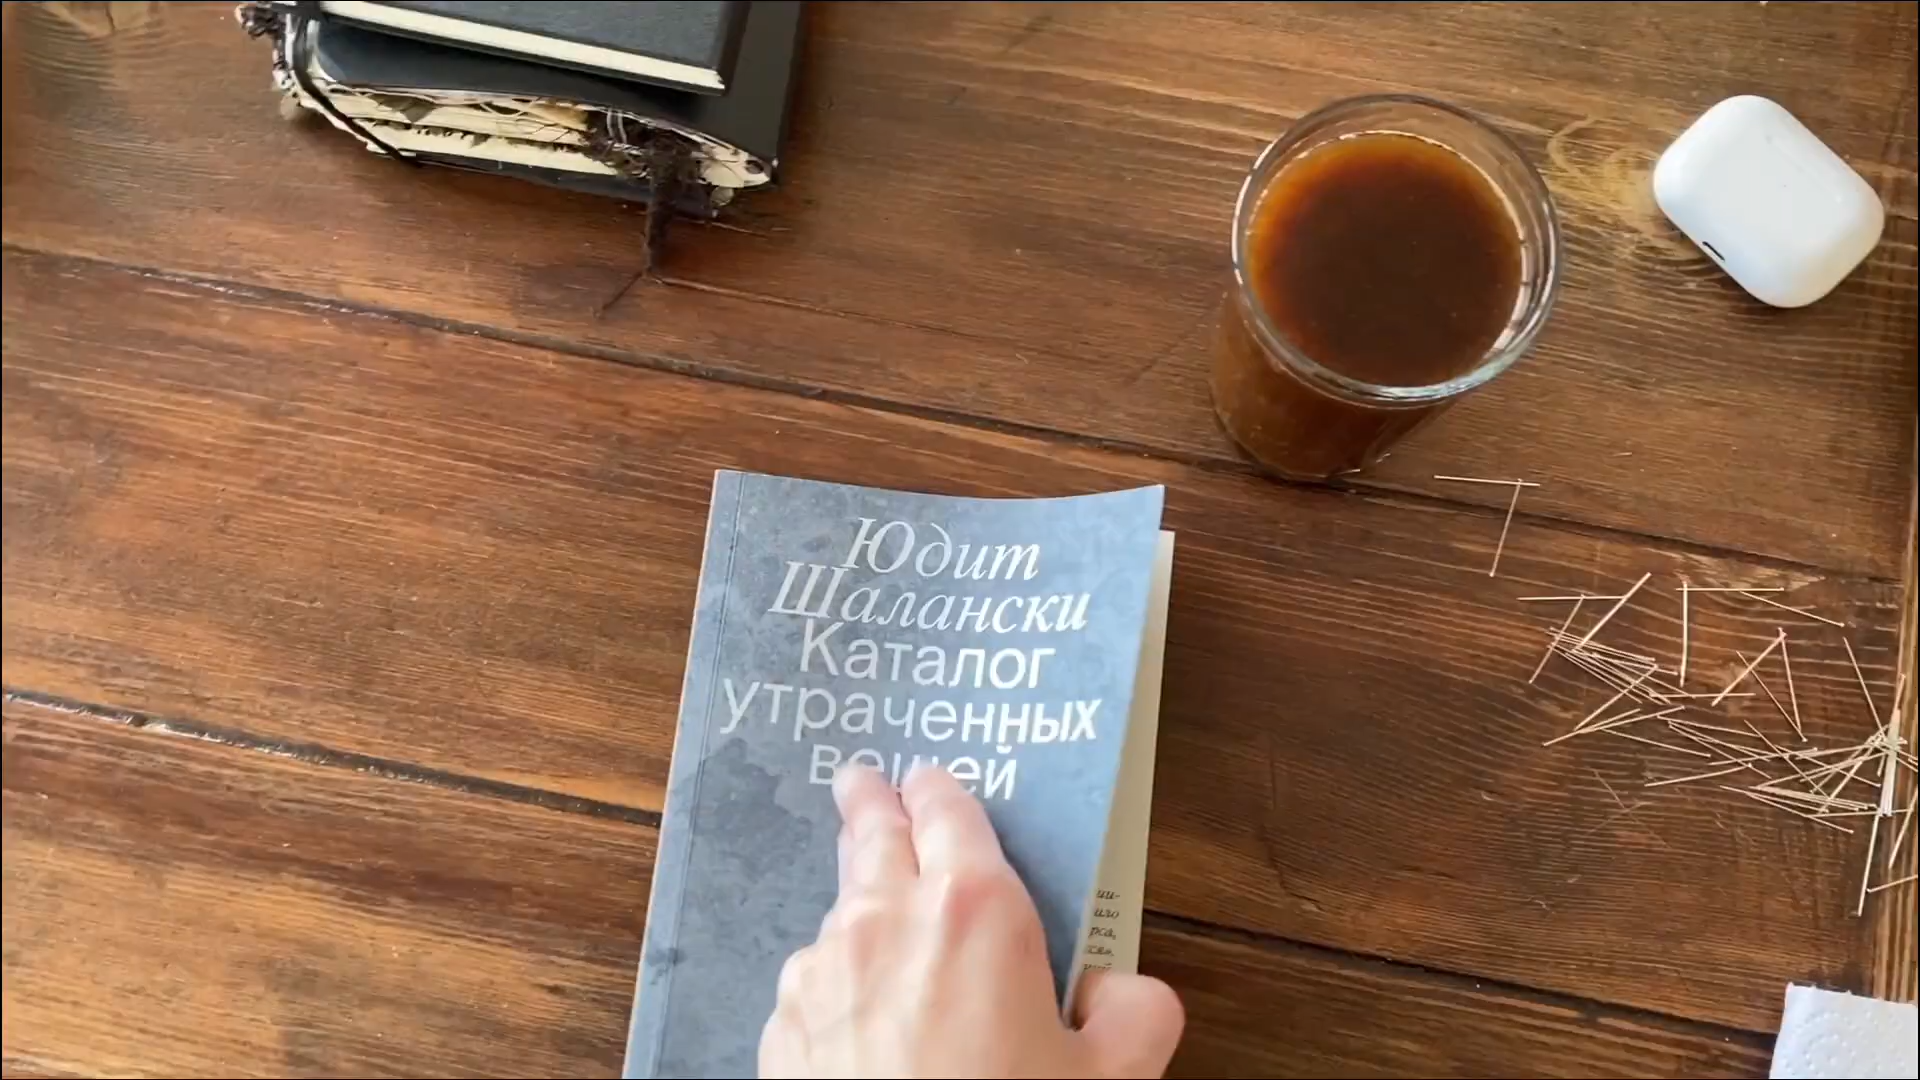 Юдит
Шалански
Каталог
утраченных
вещей